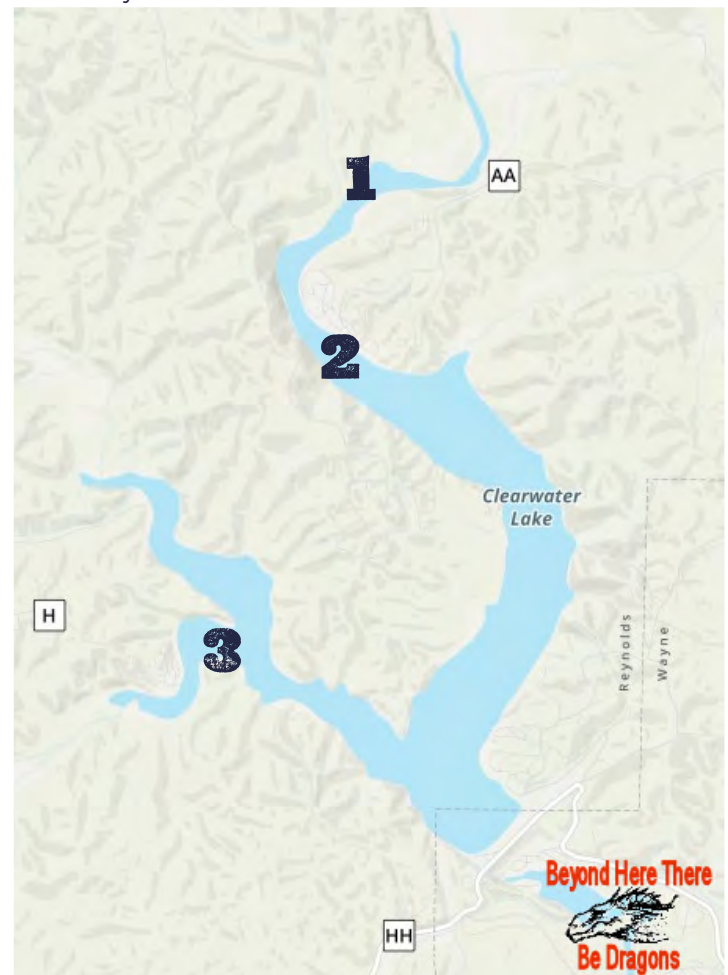 1
AA
2
Clearwater
Lake
H
3
Reynolds
Wayne
Beyond Here There
Be Dragons
HH